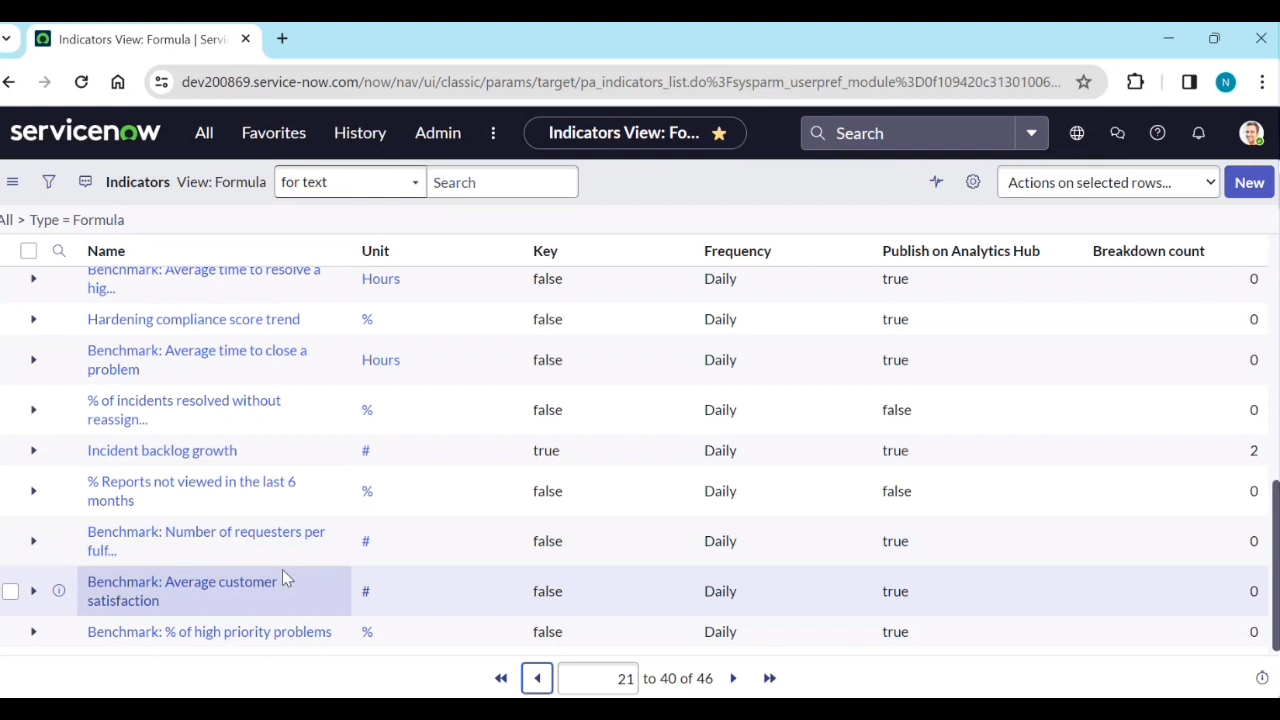 Indicators View: Formula | Servi
dev200869.service-now.com/now/nav/ui/classic/params/target/pa_indicators_list.do%3Fsysparm_userpref_module%3D0f109420c31301006...
N
servicenow All Favorites History Admin Indicators View: Fo... Search
Indicators View: Formula for text Search Actions on selected rows... New
All > Type = Formula
Name Unit Key Frequency Publish on Analytics Hub Breakdown count
Benchmark: Average time to resolve a
hig... Hours false Daily true 0
Hardening compliance score trend % false Daily true 0
Benchmark: Average time to close a
problem Hours false Daily true 0
% of incidents resolved without
reassign... % false Daily false 0
Incident backlog growth # true Daily true 2
% Reports not viewed in the last 6
months % false Daily false 0
Benchmark: Number of requesters per
fulf... # false Daily true 0
Benchmark: Average customer
satisfaction # false Daily true 0
Benchmark: % of high priority problems % false Daily true 0
21 to 40 of 46